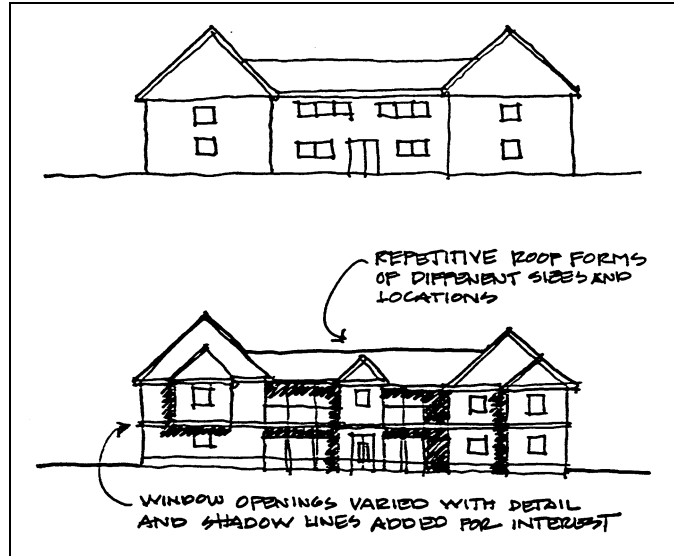 REPETITIVE ROOF FORMS
OF DIFFERENT SIZES AND
LOCATIONS
WINDOW OPENINGS VARIED WITH DETAIL
AND SHADOW LINES ADDED FOR INTEREST